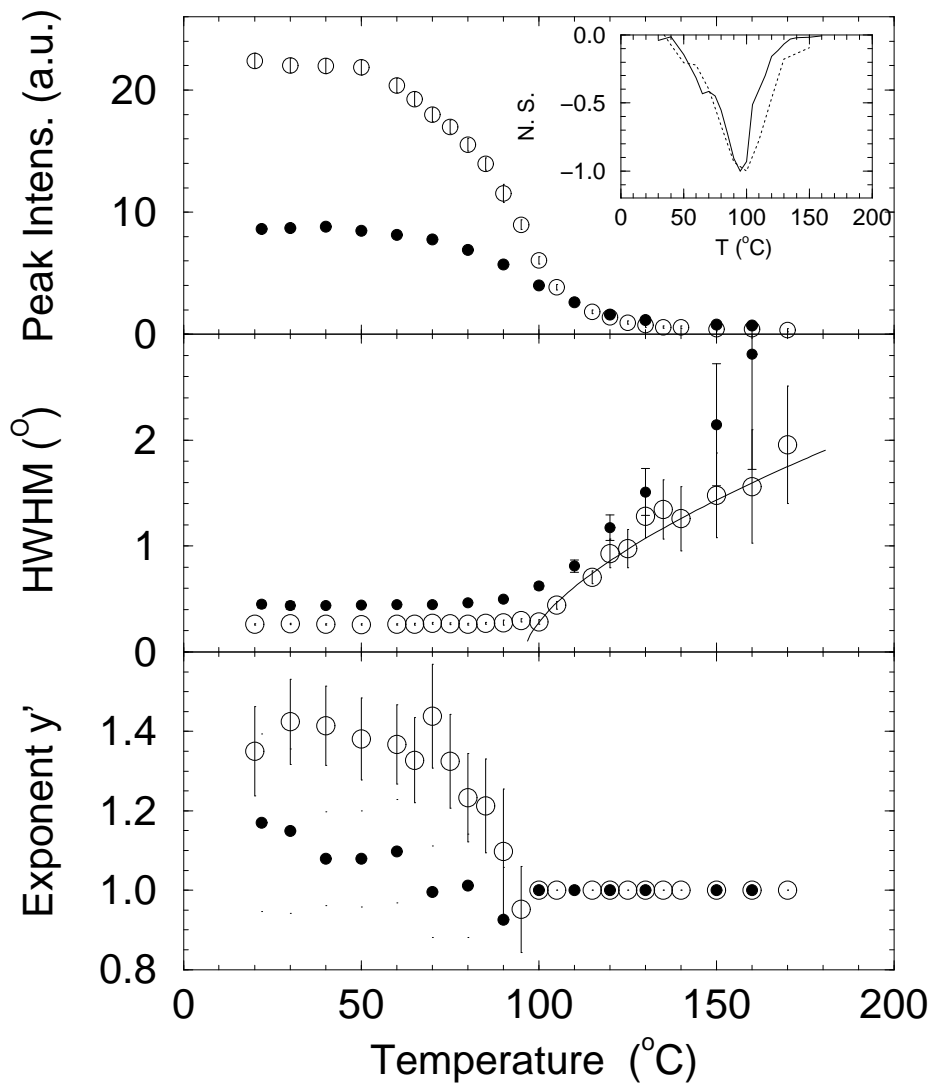 Peak Intens. (a.u.)
20
10
0
N. S.
0.0
−0.5
−1.0
0 50 100 150 200
T (°C)
HWHM (O)
2
1
0
Exponent y’
1.4
1.2
1.0
0.8
0 50 100 150 200
Temperature (°C)